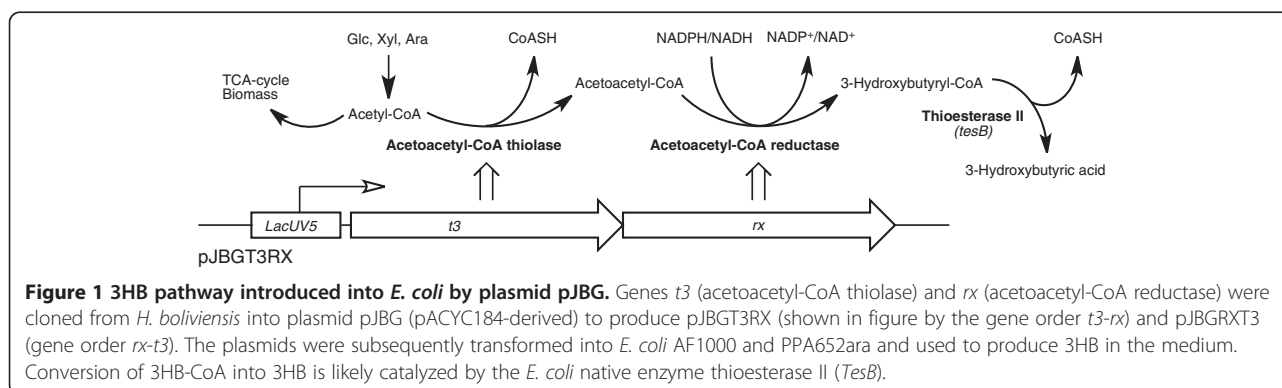 Glc, Xyl, Ara
CoASH
NADPH/NADH
NADP+/NAD+
CoASH
TCA-cycle
Biomass
Acetyl-CoA
Acetoacetyl-CoA
3-Hydroxybutyryl-CoA
Thioesterase II
(tesB)
Acetoacetyl-CoA thiolase
Acetoacetyl-CoA reductase
3-Hydroxybutyric acid
LacUV5
t3
rx
pJBGT3RX
Figure 1 3HB pathway introduced into E. coli by plasmid pJBG. Genes t3 (acetoacetyl-CoA thiolase) and rx (acetoacetyl-CoA reductase) were
cloned from H. boliviensis into plasmid pJBG (pACYC184-derived) to produce pJBGT3RX (shown in figure by the gene order t3-rx) and pJBGRXT3
(gene order rx-t3). The plasmids were subsequently transformed into E. coli AF1000 and PPA652ara and used to produce 3HB in the medium.
Conversion of 3HB-CoA into 3HB is likely catalyzed by the E. coli native enzyme thioesterase II (TesB).